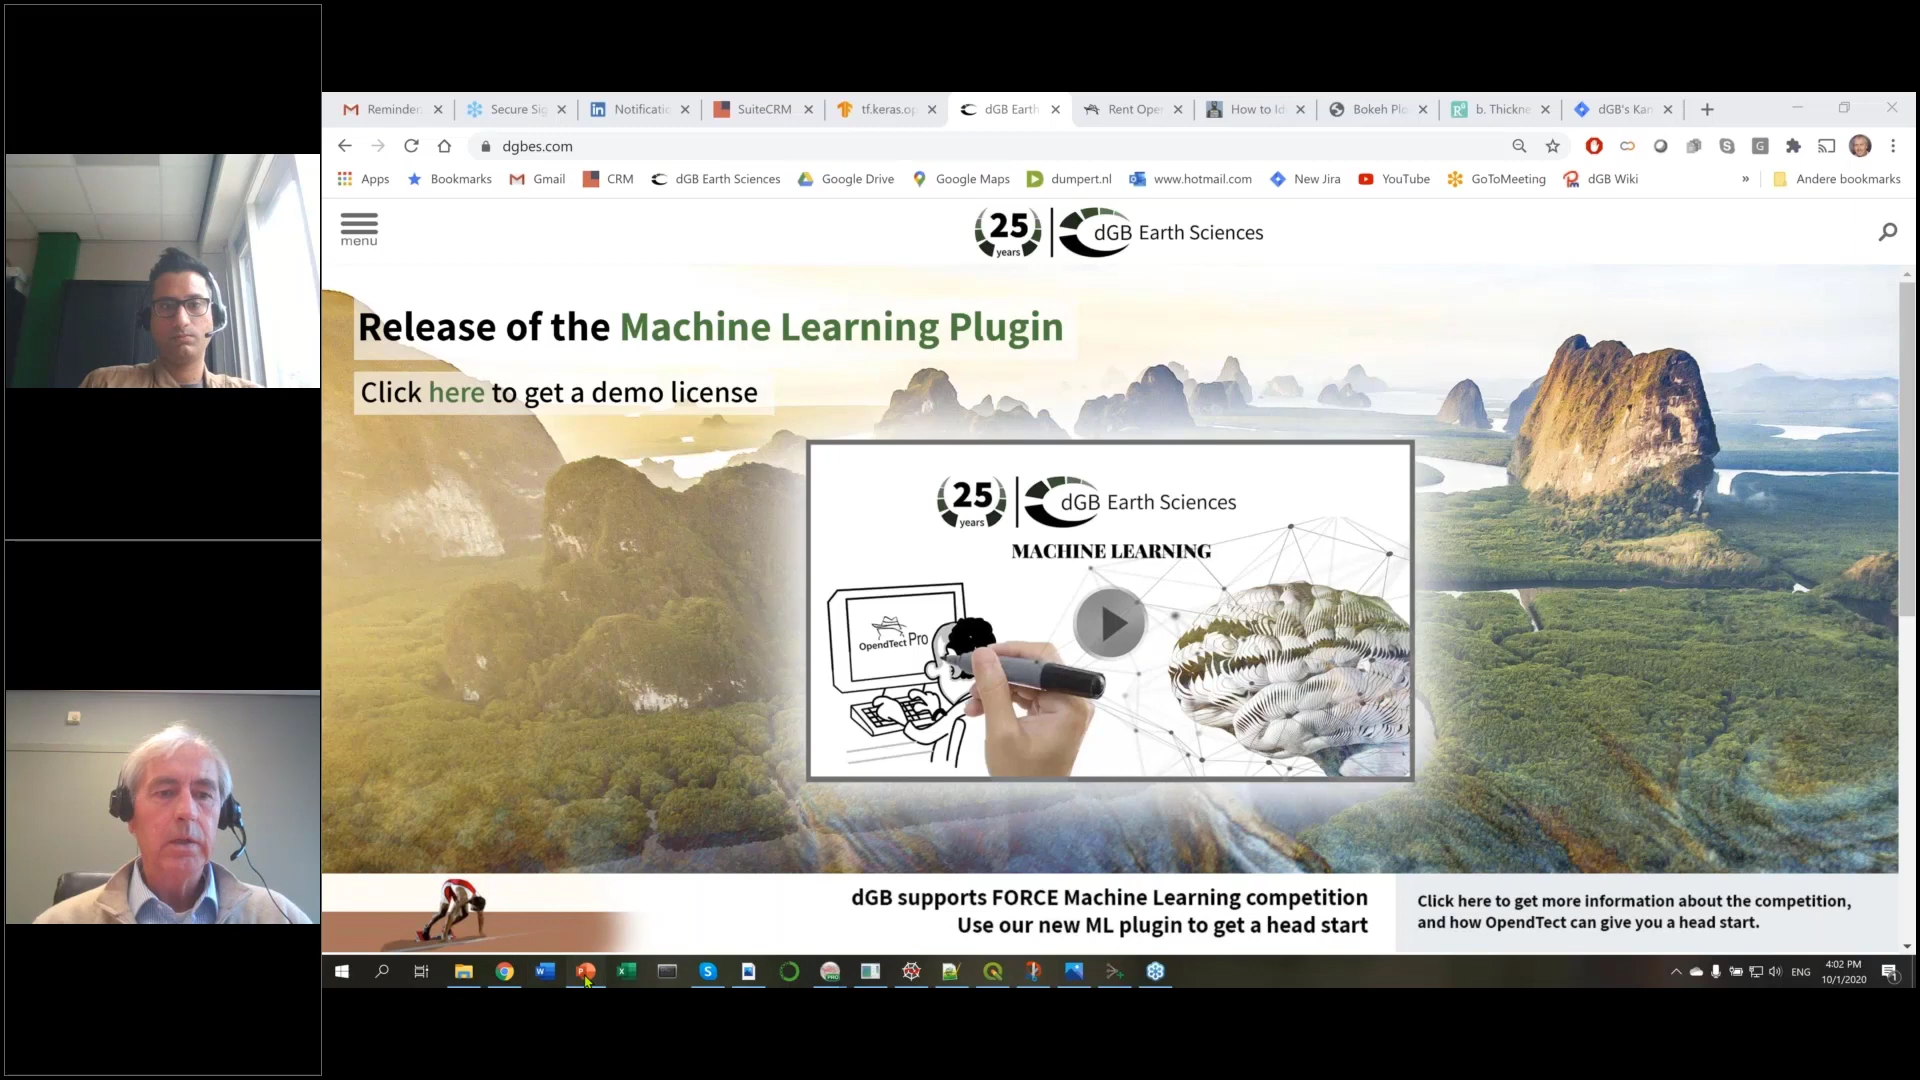 Reminder:
Secure Sig
Notificatio
SuiteCRM
tf.keras.op
dGB Earth
Rent Ope
How to Id
Bokeh Plo
b. Thickne
dGB's Kan
dgbes.com
Apps
Bookmarks
Gmail
CRM
dGB Earth Sciences
Google Drive
Google Maps
dumpert.nl
www.hotmail.com
New Jira
YouTube
GoToMeeting
dGB Wiki
»
Andere bookmarks
menu
25
years
dGB Earth Sciences
Release of the Machine Learning Plugin
Click here to get a demo license
25
years
dGB Earth Sciences
MACHINE LEARNING
OpendTect Pro
dGB supports FORCE Machine Learning competition
Use our new ML plugin to get a head start
Click here to get more information about the competition,
and how OpendTect can give you a head start.
ENG
4:02 PM
10/1/2020